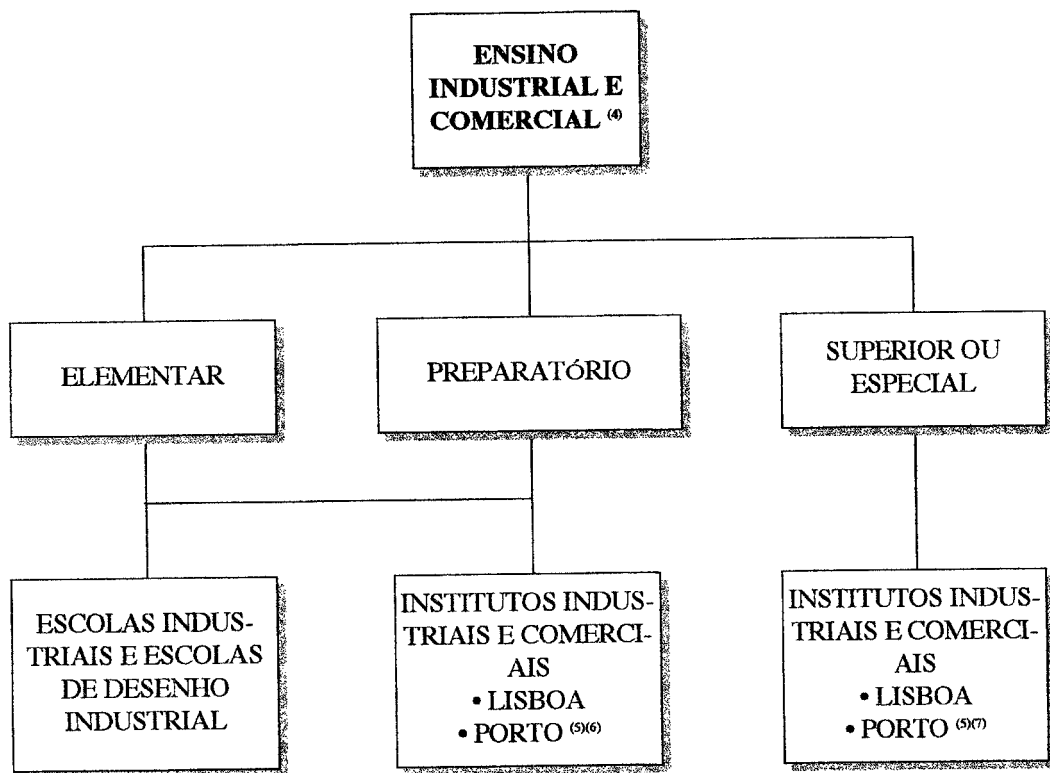 ENSINO
INDUSTRIAL E
COMERCIAL (4)
ELEMENTAR
PREPARATÓRIO
SUPERIOR OU
ESPECIAL
ESCOLAS INDUS-
TRIAIS E ESCOLAS
DE DESENHO
INDUSTRIAL
INSTITUTOS INDUS-
TRIAIS E COMERCI-
AIS
• LISBOA
• PORTO (5)(6)
INSTITUTOS INDUS-
TRIAIS E COMERCI-
AIS
• LISBOA
• PORTO (5)(7)